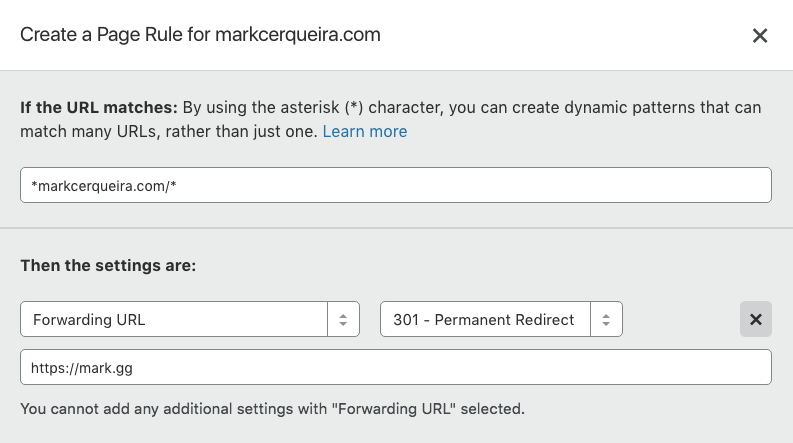 Create a Page Rule for markcerqueira.com
If the URL matches: By using the asterisk (*) character, you can create dynamic patterns that can
match many URLs, rather than just one. Learn more
*markcerqueira.com/*
Then the settings are:
Forwarding URL
301 - Permanent Redirect
https://mark.gg
You cannot add any additional settings with "Forwarding URL" selected.